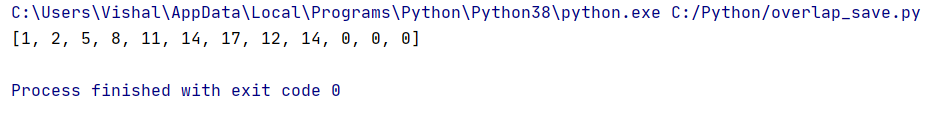 C:\Users\Vishal\AppData\Local\Programs\Python\Python38\python.exe C:/Python/overlap_save.py
[1, 2, 5, 8, 11, 14, 17, 12, 14, 0, 0, 0]
Process finished with exit code 0